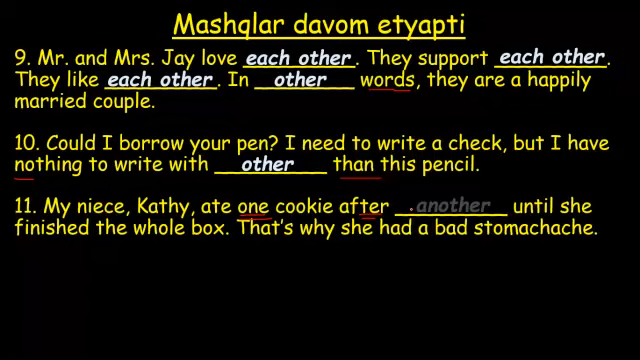 Mashqlar davom etyapti
9. Mr. and Mrs. Jay love each other. They support each other.
They like each other. In other words, they are a happily
married couple.
10. Could I borrow your pen? I need to write a check, but I have
nothing to write with other than this pencil.
11. My niece, Kathy, ate one cookie after another until she
finished the whole box. That's why she had a bad stomachache.